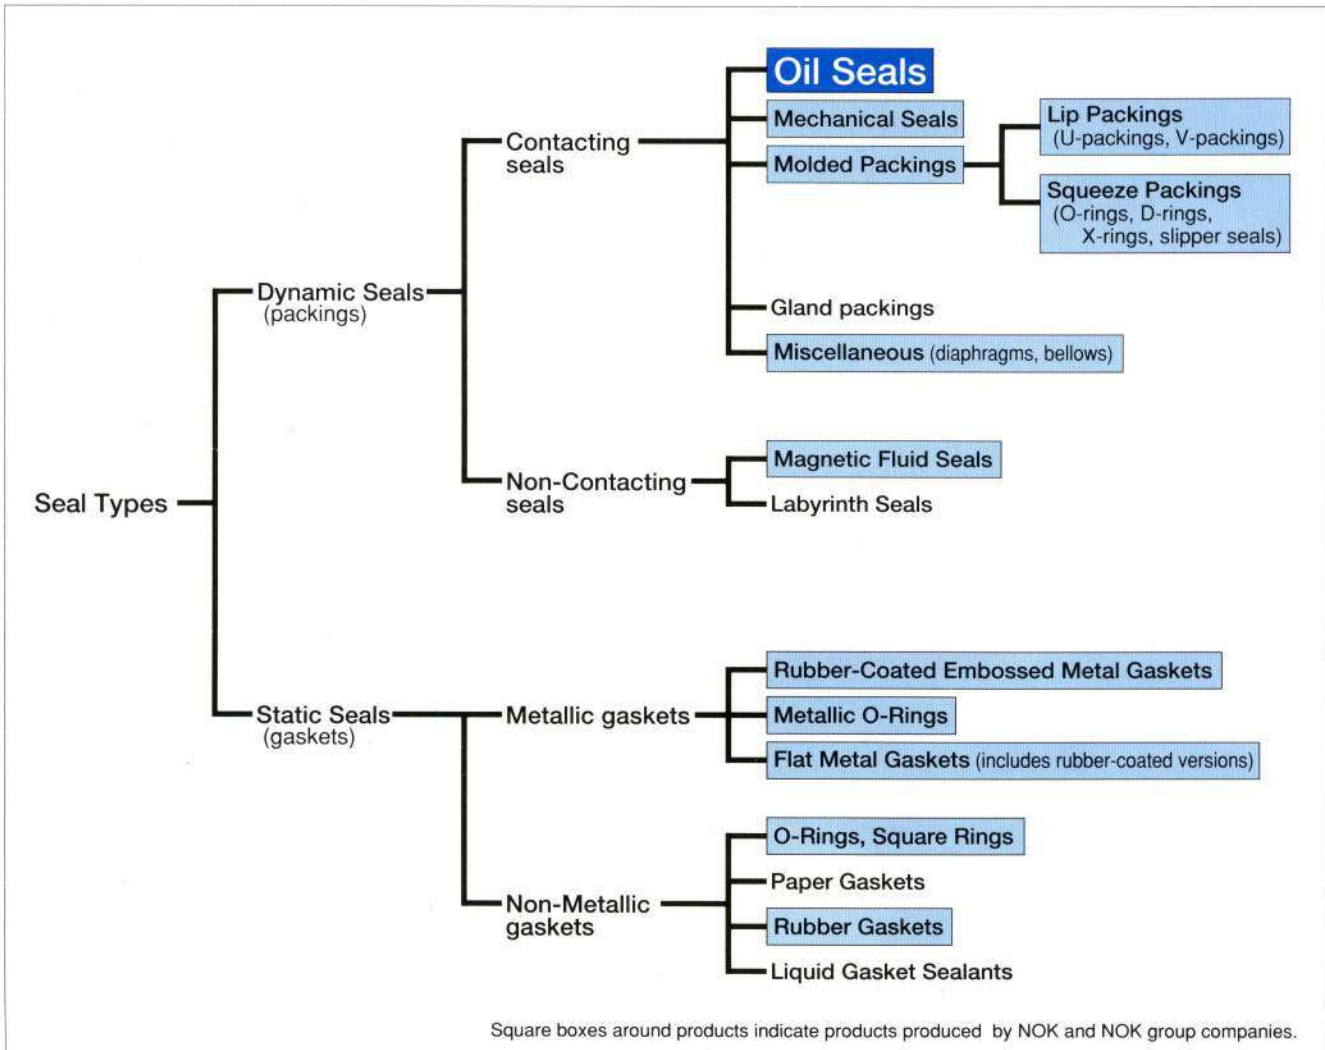 Oil Seals
Mechanical Seals
Lip Packings
(U-packings, V-packings)
Contacting
seals
Molded Packings
Squeeze Packings
(O-rings, D-rings,
X-rings, slipper seals)
Dynamic Seals
(packings)
Gland packings
Miscellaneous (diaphragms, bellows)
Magnetic Fluid Seals
Non-Contacting
seals
Labyrinth Seals
Seal Types
Rubber-Coated Embossed Metal Gaskets
Static Seals
(gaskets)
Metallic gaskets
Metallic O-Rings
Flat Metal Gaskets (includes rubber-coated versions)
O-Rings, Square Rings
Paper Gaskets
Non-Metallic
gaskets
Rubber Gaskets
Liquid Gasket Sealants
Square boxes around products indicate products produced by NOK and NOK group companies.